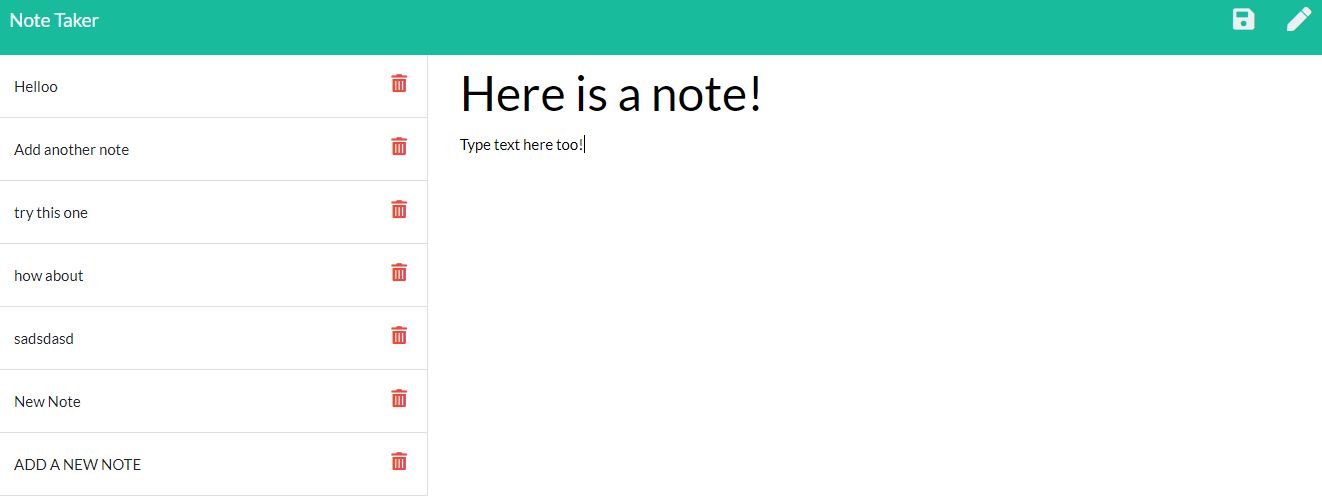 Note Taker
Helloo
Add another note
try this one
how about
sadsdasd
New Note
ADD A NEW NOTE
Here is a note!
Type text here too!